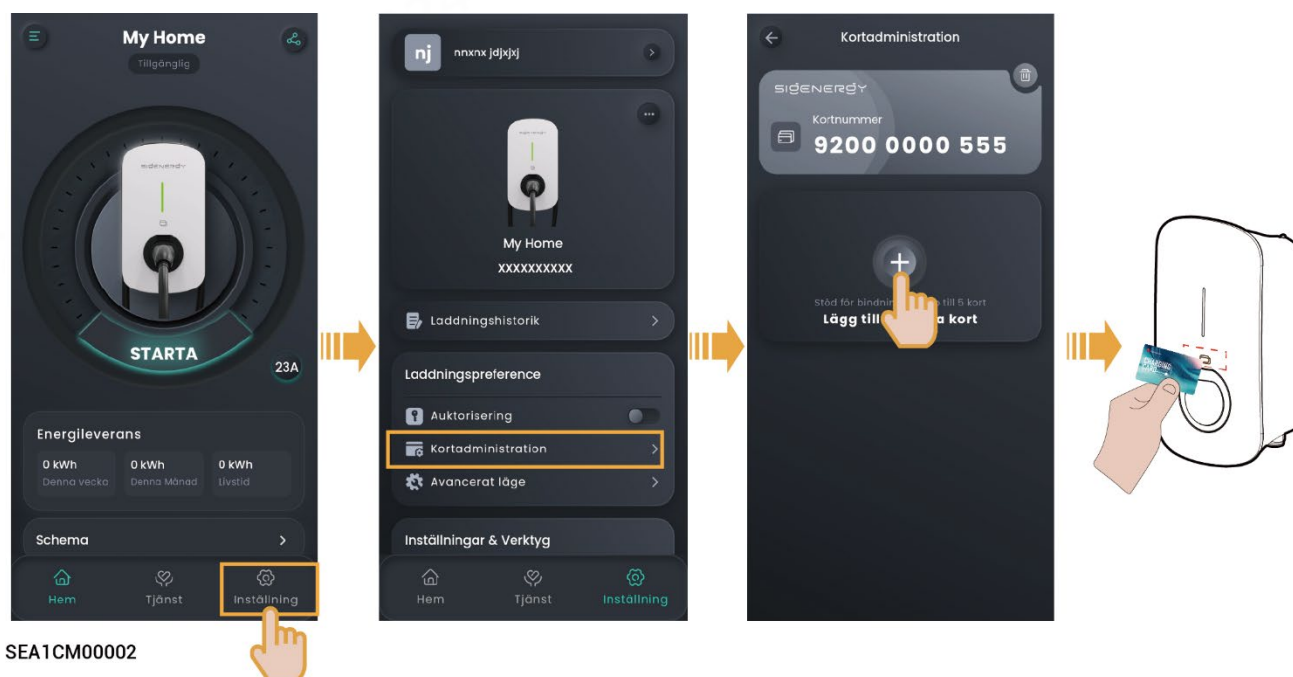 My Home
Tillgänglig
STARTA
23A
Energileverans
0 kWh
Denna vecka
0 kWh
Denna Månad
0 kWh
Livstid
Schema
Hem
Tjänst
Inställning
nj
nnxnx jdjxjxj
My Home
XXXXXXXXXX
Laddningshistorik
Laddningspreference
Auktorisering
Kortadministration
Avancerat läge
Inställningar & Verktyg
Hem
Tjänst
Inställning
Kortadministration
SIGENERGY
Kortnummer
9200 0000 555
Stöd för till 5 kort
Lägg till kort
CHARGING
SEA1CM00002